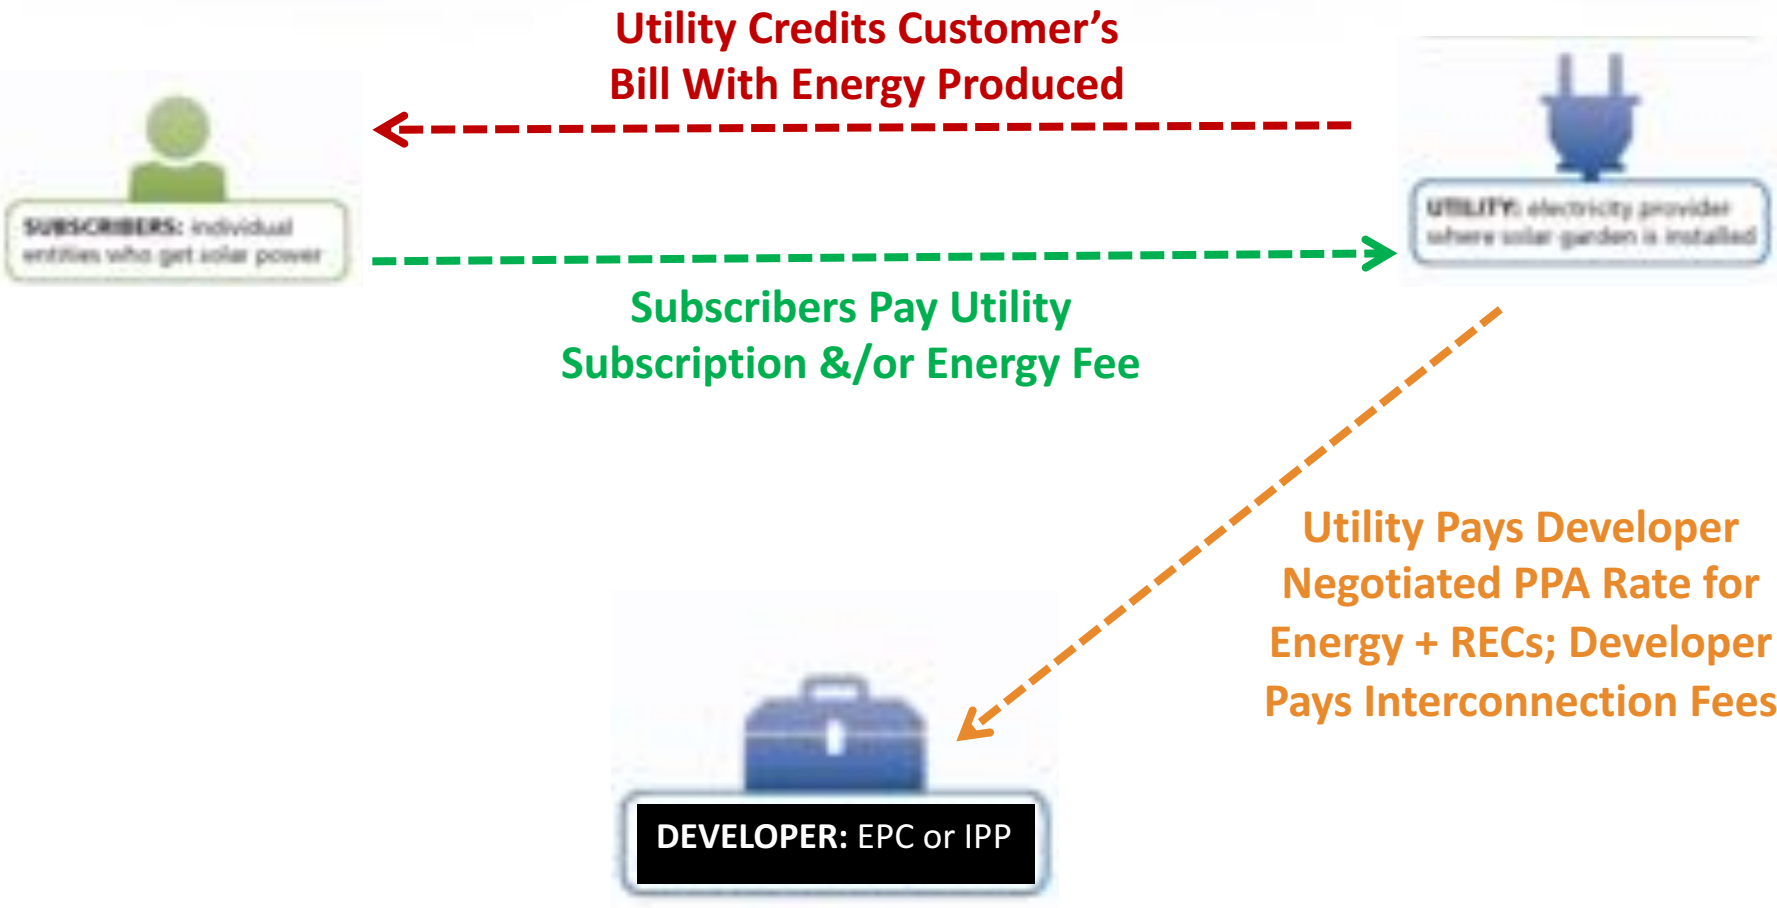 Utility Credits Customer’s
Bill With Energy Produced
SUBSCRIBERS: individual
entities who get solar power
UTILITY: electricity provider
where solar garden is installed
Subscribers Pay Utility
Subscription &/or Energy Fee
Utility Pays Developer
Negotiated PPA Rate for
Energy + RECs; Developer
Pays Interconnection Fees
DEVELOPER: EPC or IPP